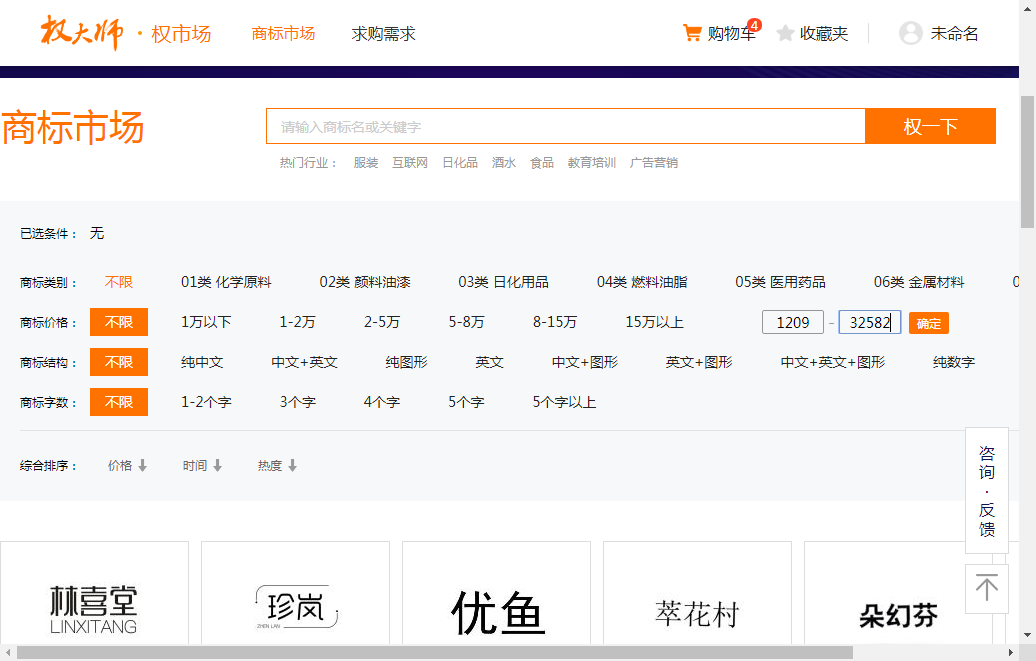 权大师 · 权市场 商标市场 求购需求 购物车 4 收藏夹 未命名
商标市场 请输入商标名或关键字 权一下
热门行业： 服装 互联网 日化品 酒水 食品 教育培训 广告营销
已选条件： 无
商标类别： 不限 01类 化学原料 02类 颜料油漆 03类 日化用品 04类 燃料油脂 05类 医用药品 06类 金属材料 0
商标价格： 不限 1万以下 1-2万 2-5万 5-8万 8-15万 15万以上 1209 - 32582 确定
商标结构： 不限 纯中文 中文+英文 纯图形 英文 中文+图形 英文+图形 中文+英文+图形 纯数字
商标字数： 不限 1-2个字 3个字 4个字 5个字 5个字以上
综合排序： 价格 时间 热度
咨询·反馈
林喜堂 珍岚 优鱼 萃花村 朵幻芬
LINXITANG ZHEN LAN